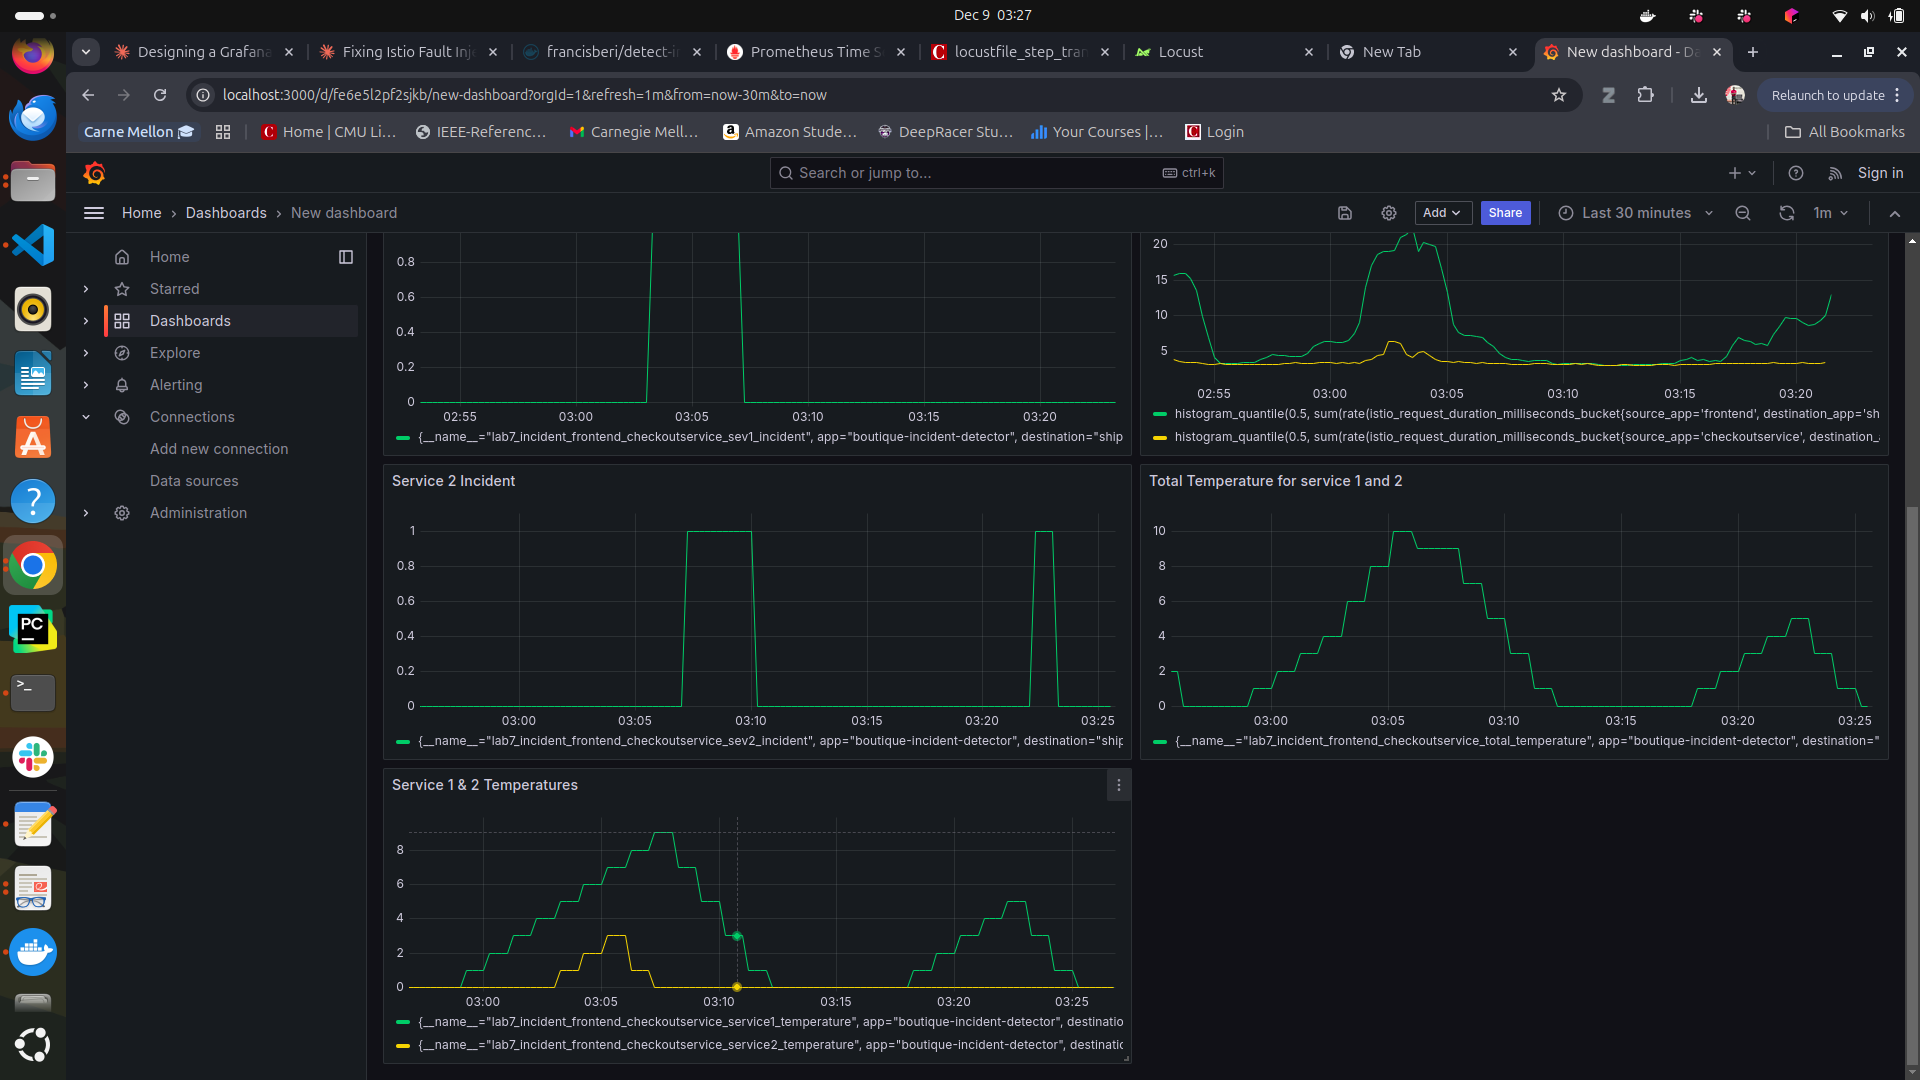 Dec 9 03:27
Designing a Grafana
Fixing Istio Fault Inje
francisberi/detect-i
Prometheus Time S
locustfile_step_tran
Locust
New Tab
New dashboard - Da
localhost:3000/d/fe6e5l2pf2sjkb/new-dashboard?orgId=1&refresh=1m&from=now-30m&to=now
Relaunch to update
Carne Mellon
Home | CMU Li...
IEEE-Referenc...
Carnegie Mell...
Amazon Stude...
DeepRacer Stu...
Your Courses |...
Login
All Bookmarks
Search or jump to...
ctrl+k
Sign in
Home › Dashboards › New dashboard
Add
Share
Last 30 minutes
1m
Home
Starred
Dashboards
Explore
Alerting
Connections
Add new connection
Data sources
Administration
0.8
0.6
0.4
0.2
0
02:55 03:00 03:05 03:10 03:15 03:20
{__name__="lab7_incident_frontend_checkoutservice_sev1_incident", app="boutique-incident-detector", destination="ship
20
15
10
5
02:55 03:00 03:05 03:10 03:15 03:20
histogram_quantile(0.5, sum(rate(istio_request_duration_milliseconds_bucket{source_app='frontend', destination_app='sh
histogram_quantile(0.5, sum(rate(istio_request_duration_milliseconds_bucket{source_app='checkoutservice', destination_
Service 2 Incident
1
0.8
0.6
0.4
0.2
0
03:00 03:05 03:10 03:15 03:20 03:25
{__name__="lab7_incident_frontend_checkoutservice_sev2_incident", app="boutique-incident-detector", destination="ship
Total Temperature for service 1 and 2
10
8
6
4
2
0
03:00 03:05 03:10 03:15 03:20 03:25
{__name__="lab7_incident_frontend_checkoutservice_total_temperature", app="boutique-incident-detector", destination="
Service 1 & 2 Temperatures
8
6
4
2
0
03:00 03:05 03:10 03:15 03:20 03:25
{__name__="lab7_incident_frontend_checkoutservice_service1_temperature", app="boutique-incident-detector", destinatio
{__name__="lab7_incident_frontend_checkoutservice_service2_temperature", app="boutique-incident-detector", destinatio
PC